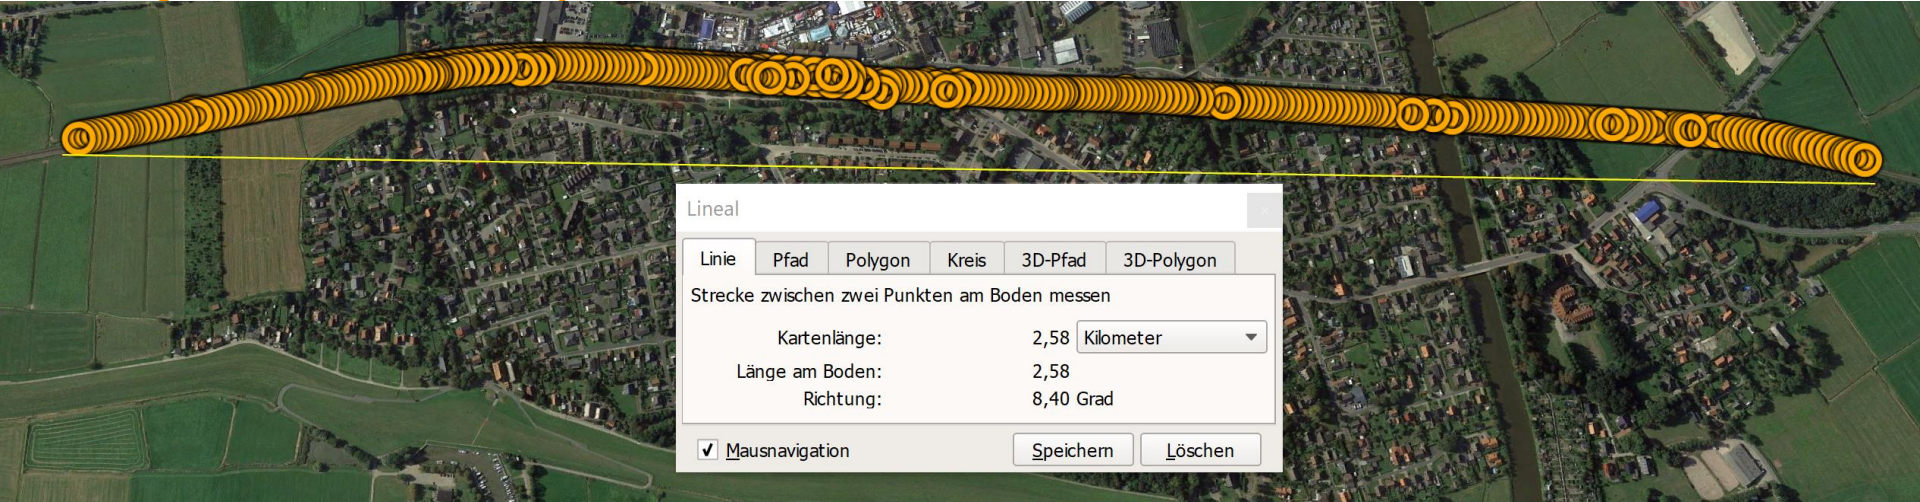 Lineal
Linie Pfad Polygon Kreis 3D-Pfad 3D-Polygon
Strecke zwischen zwei Punkten am Boden messen
Kartenlänge: 2,58 Kilometer
Länge am Boden: 2,58
Richtung: 8,40 Grad
Mausnavigation Speichern Löschen